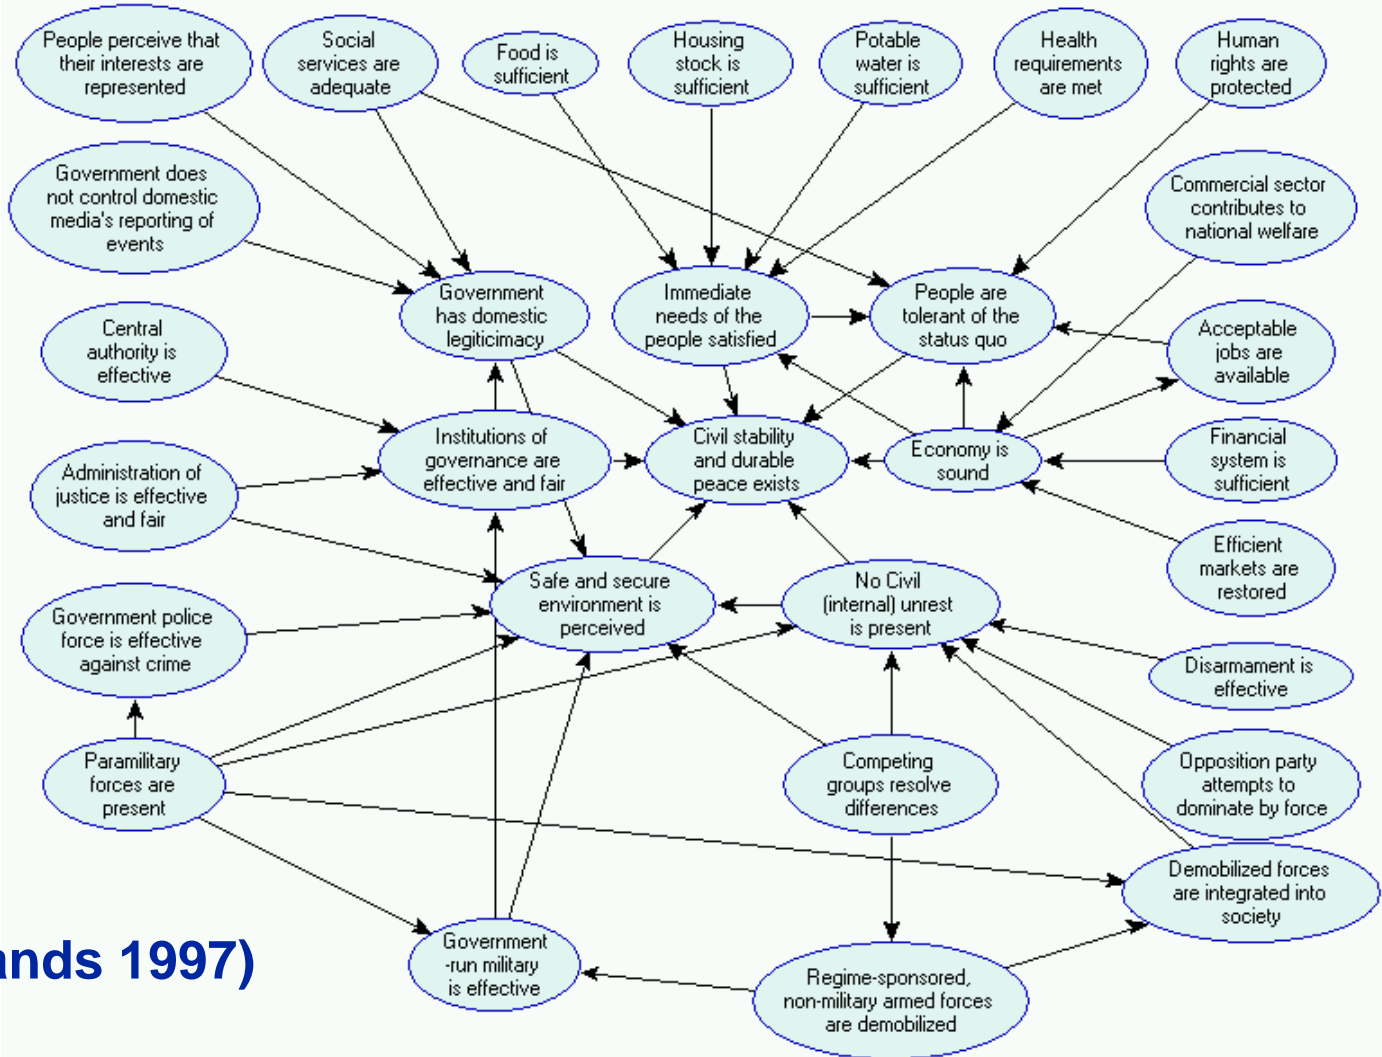 People perceive that
their interests are
represented
Social
services are
adequate
Food is
sufficient
Housing
stock is
sufficient
Potable
water is
sufficient
Health
requirements
are met
Human
rights are
protected
Government does
not control domestic
media's reporting of
events
Commercial sector
contributes to
national welfare
Government
has domestic
legiticimacy
Immediate
needs of the
people satisfied
People are
tolerant of the
status quo
Central
authority is
effective
Acceptable
jobs are
available
Institutions of
governance are
effective and fair
Civil stability
and durable
peace exists
Economy is
sound
Financial
system is
sufficient
Administration of
justice is effective
and fair
Efficient
markets are
restored
Safe and secure
environment is
perceived
No Civil
(internal) unrest
is present
Government police
force is effective
against crime
Disarmament is
effective
Paramilitary
forces are
present
Competing
groups resolve
differences
Opposition party
attempts to
dominate by force
Demobilized forces
are integrated into
society
Government
-run military
is effective
Regime-sponsored,
non-military armed forces
are demobilized
ands 1997)